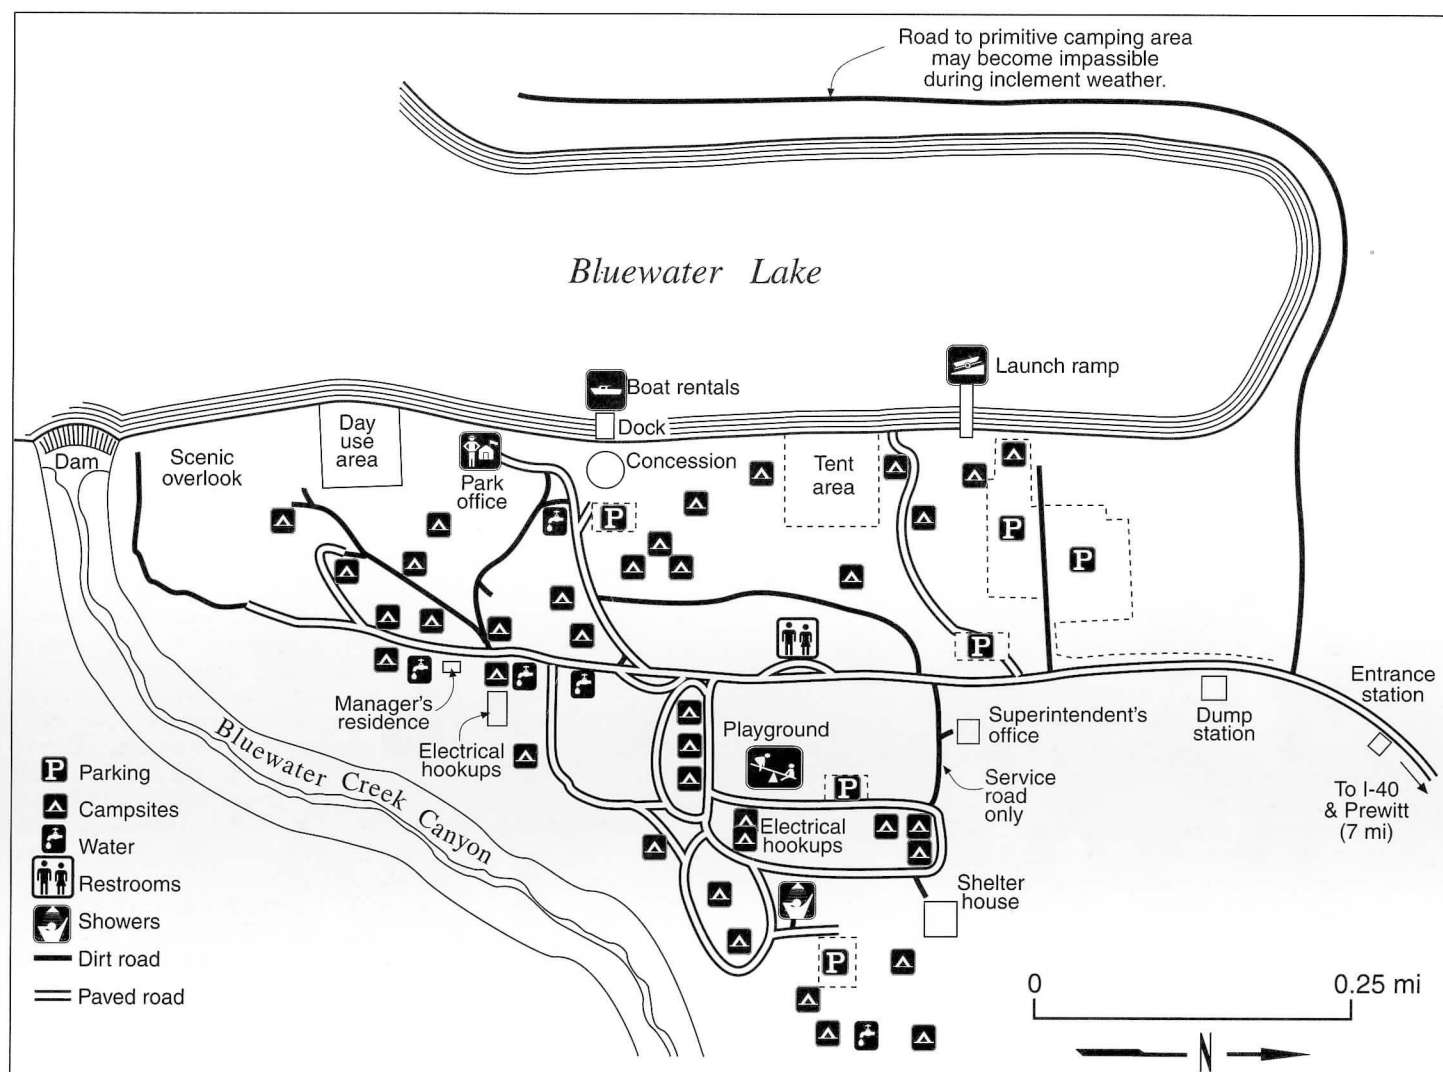 Road to primitive camping area
may become impassible
during inclement weather.
Bluewater Lake
Launch ramp
Boat rentals
Dock
Day
use
area
Dam
Scenic
overlook
Park
office
Concession
Tent
area
P
P
P
P
Manager's
residence
Electrical
hookups
Playground
Superintendent's
office
Dump
station
Entrance
station
Service
road
only
To I-40
& Prewitt
(7 mi)
P
Electrical
hookups
Shelter
house
P
Bluewater Creek Canyon
P Parking
Campsites
Water
Restrooms
Showers
Dirt road
Paved road
0 0.25 mi
N